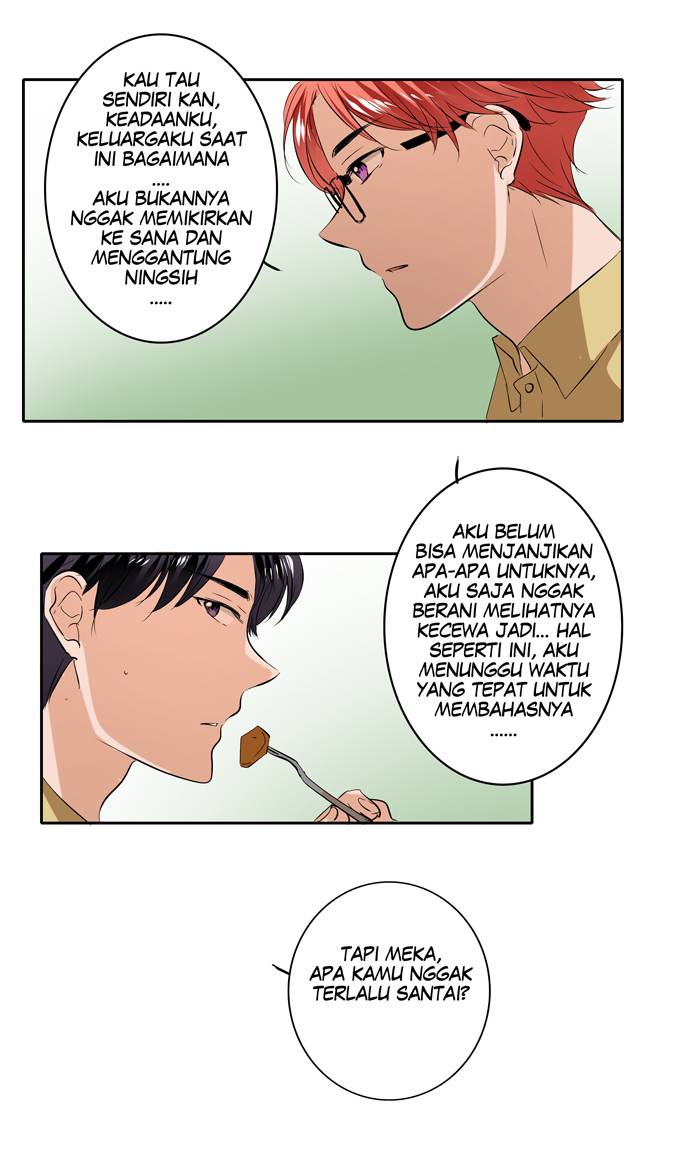 KAU TAU
SENDIRI KAN,
KEADAANKU,
KELUARGAKU SAAT
INI BAGAIMANA
....
AKU BUKANNYA
NGGAK MEMIKIRKAN
KE SANA DAN
MENGGANTUNG
NINGSIH
.....
AKU BELUM
BISA MENJANJIKAN
APA-APA UNTUKNYA,
AKU SAJA NGGAK
BERANI MELIHATNYA
KECEWA JADI... HAL
SEPERTI INI, AKU
MENUNGGU WAKTU
YANG TEPAT UNTUK
MEMBAHASNYA
......
TAPI MEKA,
APA KAMU NGGAK
TERLALU SANTAI?